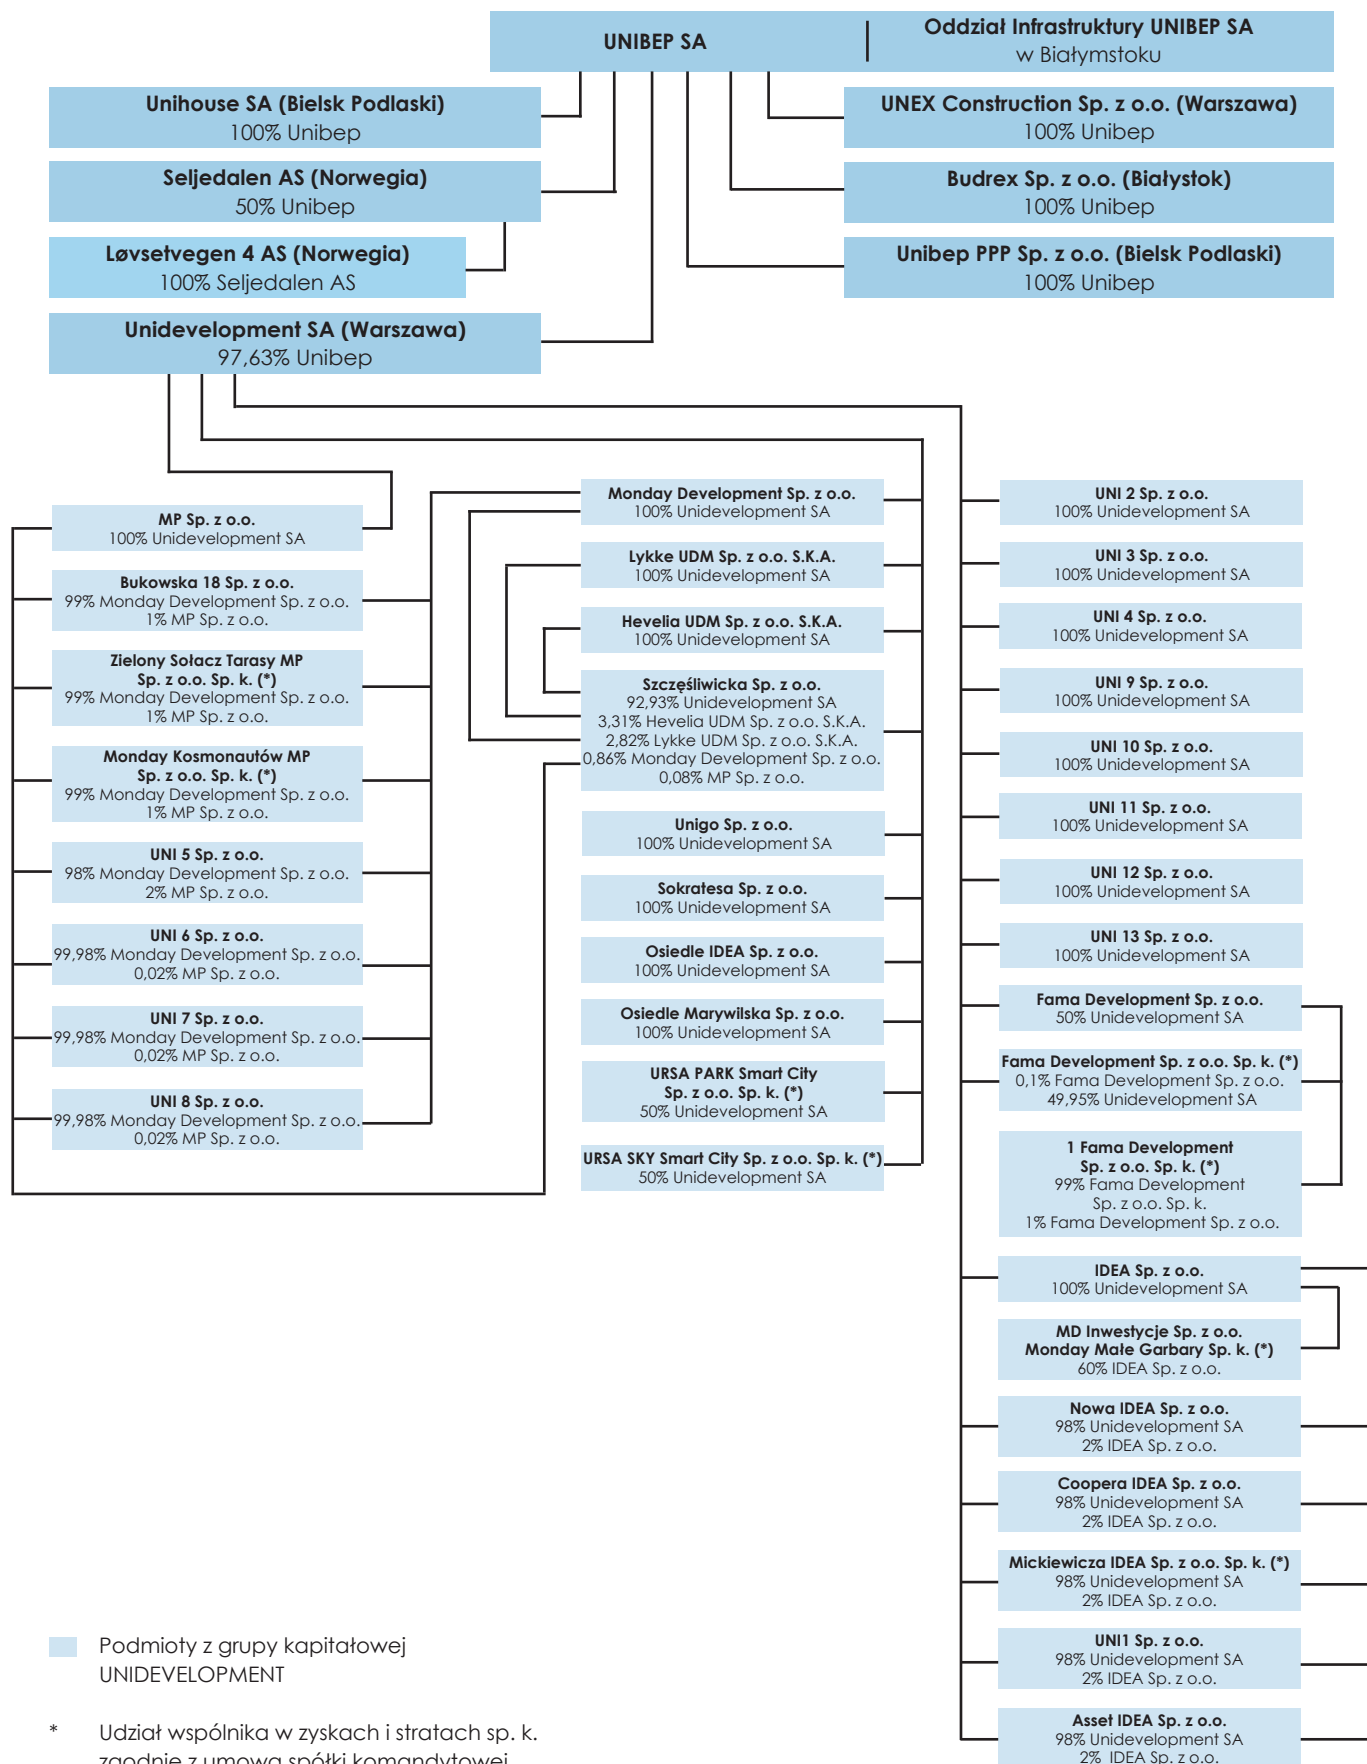 UNIBEP SA
Oddział Infrastruktury UNIBEP SA
w Białymstoku
Unihouse SA (Bielsk Podlaski)
100% Unibep
Seljedalen AS (Norwegia)
50% Unibep
Løvsetvegen 4 AS (Norwegia)
100% Seljedalen AS
Unidevelopment SA (Warszawa)
97,63% Unibep
UNEX Construction Sp. z o.o. (Warszawa)
100% Unibep
Budrex Sp. z o.o. (Białystok)
100% Unibep
Unibep PPP Sp. z o.o. (Bielsk Podlaski)
100% Unibep
MP Sp. z o.o.
100% Unidevelopment SA
Bukowska 18 Sp. z o.o.
99% Monday Development Sp. z o.o.
1% MP Sp. z o.o.
Zielony Sołacz Tarasy MP
Sp. z o.o. Sp. k. (*)
99% Monday Development Sp. z o.o.
1% MP Sp. z o.o.
Monday Kosmonautów MP
Sp. z o.o. Sp. k. (*)
99% Monday Development Sp. z o.o.
1% MP Sp. z o.o.
UNI 5 Sp. z o.o.
98% Monday Development Sp. z o.o.
2% MP Sp. z o.o.
UNI 6 Sp. z o.o.
99,98% Monday Development Sp. z o.o.
0,02% MP Sp. z o.o.
UNI 7 Sp. z o.o.
99,98% Monday Development Sp. z o.o.
0,02% MP Sp. z o.o.
UNI 8 Sp. z o.o.
99,98% Monday Development Sp. z o.o.
0,02% MP Sp. z o.o.
Monday Development Sp. z o.o.
100% Unidevelopment SA
Lykke UDM Sp. z o.o. S.K.A.
100% Unidevelopment SA
Hevelia UDM Sp. z o.o. S.K.A.
100% Unidevelopment SA
Szczęśliwicka Sp. z o.o.
92,93% Unidevelopment SA
3,31% Hevelia UDM Sp. z o.o. S.K.A.
2,82% Lykke UDM Sp. z o.o. S.K.A.
0,86% Monday Development Sp. z o.o.
0,08% MP Sp. z o.o.
Unigo Sp. z o.o.
100% Unidevelopment SA
Sokratesa Sp. z o.o.
100% Unidevelopment SA
Osiedle IDEA Sp. z o.o.
100% Unidevelopment SA
Osiedle Marywilska Sp. z o.o.
100% Unidevelopment SA
URSA PARK Smart City
Sp. z o.o. Sp. k. (*)
50% Unidevelopment SA
URSA SKY Smart City Sp. z o.o. Sp. k. (*)
50% Unidevelopment SA
UNI 2 Sp. z o.o.
100% Unidevelopment SA
UNI 3 Sp. z o.o.
100% Unidevelopment SA
UNI 4 Sp. z o.o.
100% Unidevelopment SA
UNI 9 Sp. z o.o.
100% Unidevelopment SA
UNI 10 Sp. z o.o.
100% Unidevelopment SA
UNI 11 Sp. z o.o.
100% Unidevelopment SA
UNI 12 Sp. z o.o.
100% Unidevelopment SA
UNI 13 Sp. z o.o.
100% Unidevelopment SA
Fama Development Sp. z o.o.
50% Unidevelopment SA
Fama Development Sp. z o.o. Sp. k. (*)
0,1% Fama Development Sp. z o.o.
49,95% Unidevelopment SA
1 Fama Development
Sp. z o.o. Sp. k. (*)
99% Fama Development
Sp. z o.o. Sp. k.
1% Fama Development Sp. z o.o.
IDEA Sp. z o.o.
100% Unidevelopment SA
MD Inwestycje Sp. z o.o.
Monday Małe Garbary Sp. k. (*)
60% IDEA Sp. z o.o.
Nowa IDEA Sp. z o.o.
98% Unidevelopment SA
2% IDEA Sp. z o.o.
Coopera IDEA Sp. z o.o.
98% Unidevelopment SA
2% IDEA Sp. z o.o.
Mickiewicza IDEA Sp. z o.o. Sp. k. (*)
98% Unidevelopment SA
2% IDEA Sp. z o.o.
UNI1 Sp. z o.o.
98% Unidevelopment SA
2% IDEA Sp. z o.o.
Asset IDEA Sp. z o.o.
98% Unidevelopment SA
2% IDEA Sp. z o.o.
Podmioty z grupy kapitałowej
UNIDEVELOPMENT
* Udział wspólnika w zyskach i stratach sp. k.
zgodnie z umową spółki komandytowej